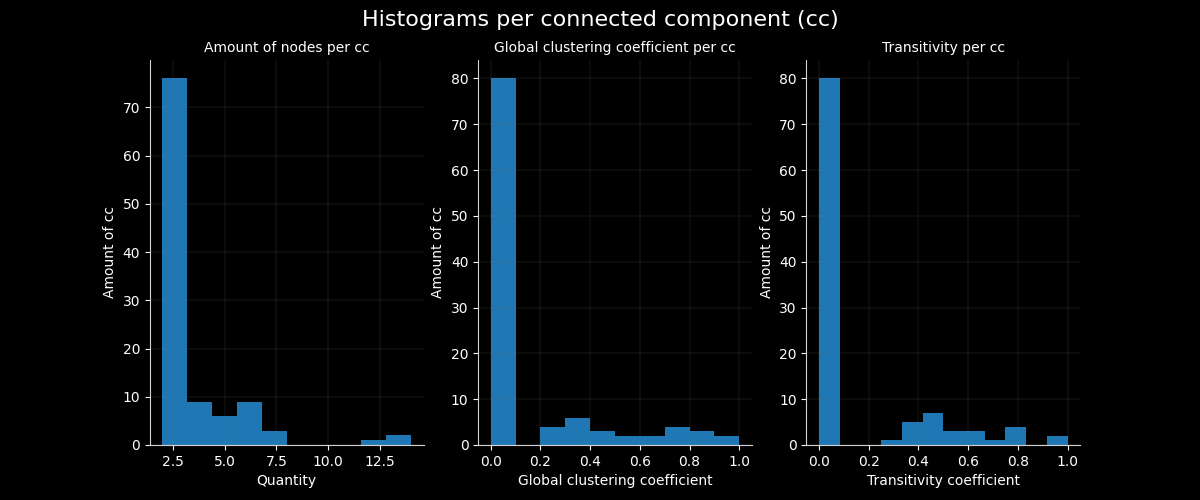 Histograms per connected component (cc)
Amount of nodes per cc
Amount of cc
70
60
50
40
30
20
10
0
2.5 5.0 7.5 10.0 12.5
Quantity
Global clustering coefficient per cc
Amount of cc
80
70
60
50
40
30
20
10
0
0.0 0.2 0.4 0.6 0.8 1.0
Global clustering coefficient
Transitivity per cc
Amount of cc
80
70
60
50
40
30
20
10
0
0.0 0.2 0.4 0.6 0.8 1.0
Transitivity coefficient